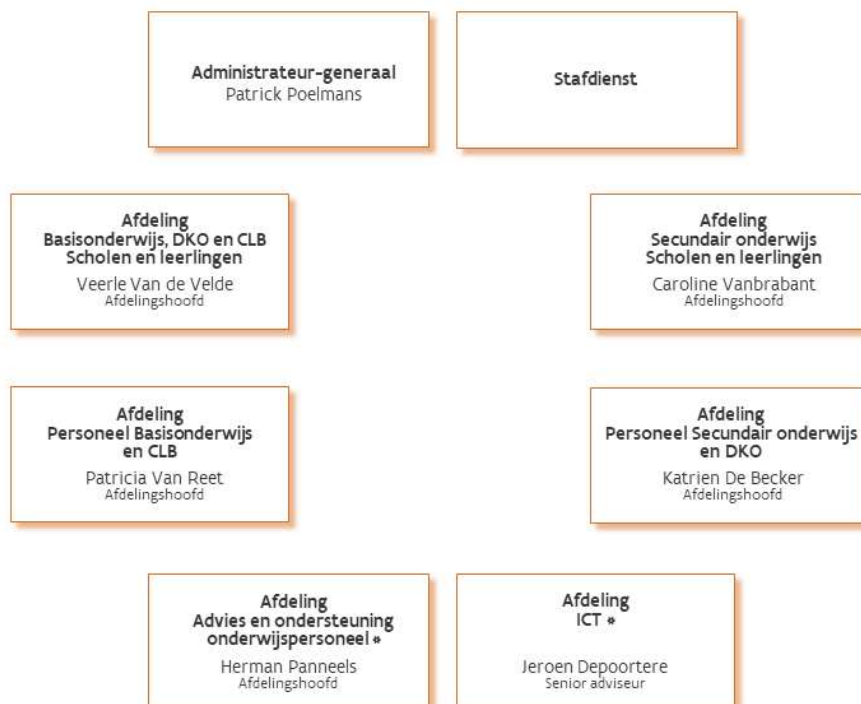 Administrateur-generaal
Patrick Poelmans
Stafdienst
Afdeling
Basisonderwijs, DKO en CLB
Scholen en leerlingen
Veerle Van de Velde
Afdelingshoofd
Afdeling
Secundair onderwijs
Scholen en leerlingen
Caroline Vanbrabant
Afdelingshoofd
Afdeling
Personeel Basisonderwijs
en CLB
Patricia Van Reet
Afdelingshoofd
Afdeling
Personeel Secundair onderwijs
en DKO
Katrien De Becker
Afdelingshoofd
Afdeling
Advies en ondersteuning
onderwijspersoneel *
Herman Panneels
Afdelingshoofd
Afdeling
ICT *
Jeroen Depoortere
Senior adviseur